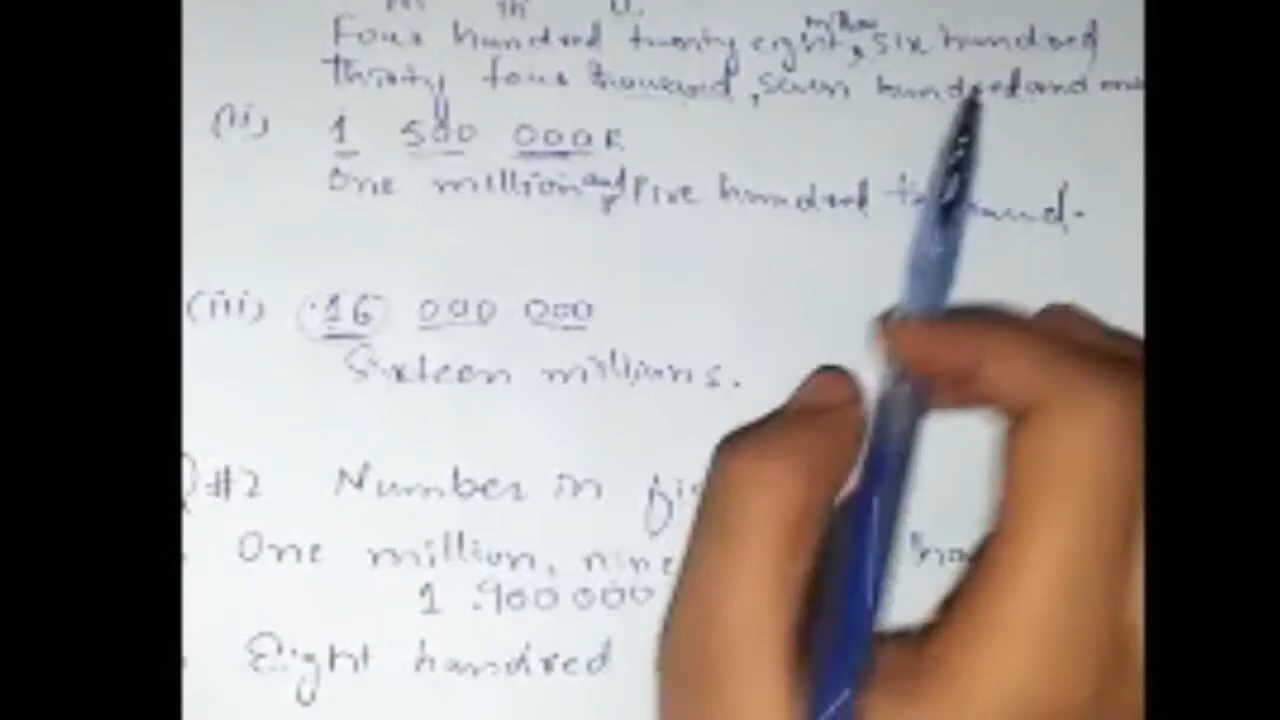 Four hundred twenty eight million, six hundred
thirty four thousand, seven hundred and one
(ii) 1 500 000 R
One million and Five hundred
(iii) 16 000 000
Sixteen millions.
Q#2 Number in
One million, nine
1 900 000
Eight handred